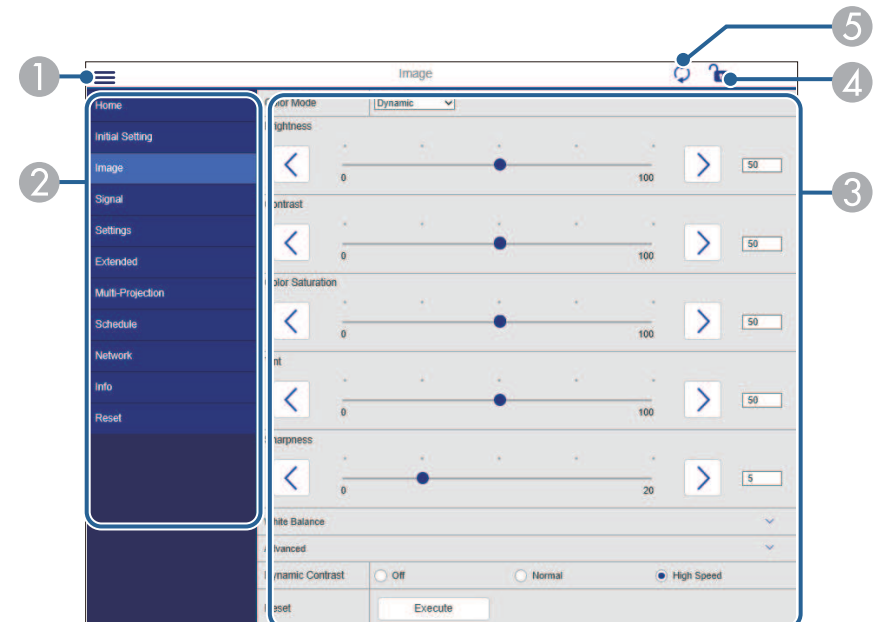 5
1
Image
4
Home
Color Mode
Dynamic
Brightness
Initial Setting
2
Image
0
100
50
3
Signal
Contrast
Settings
0
100
50
Extended
Color Saturation
Multi-Projection
Schedule
0
100
50
Network
Tint
Info
0
100
50
Reset
Sharpness
0
20
5
White Balance
Advanced
Dynamic Contrast
Off
Normal
High Speed
Reset
Execute